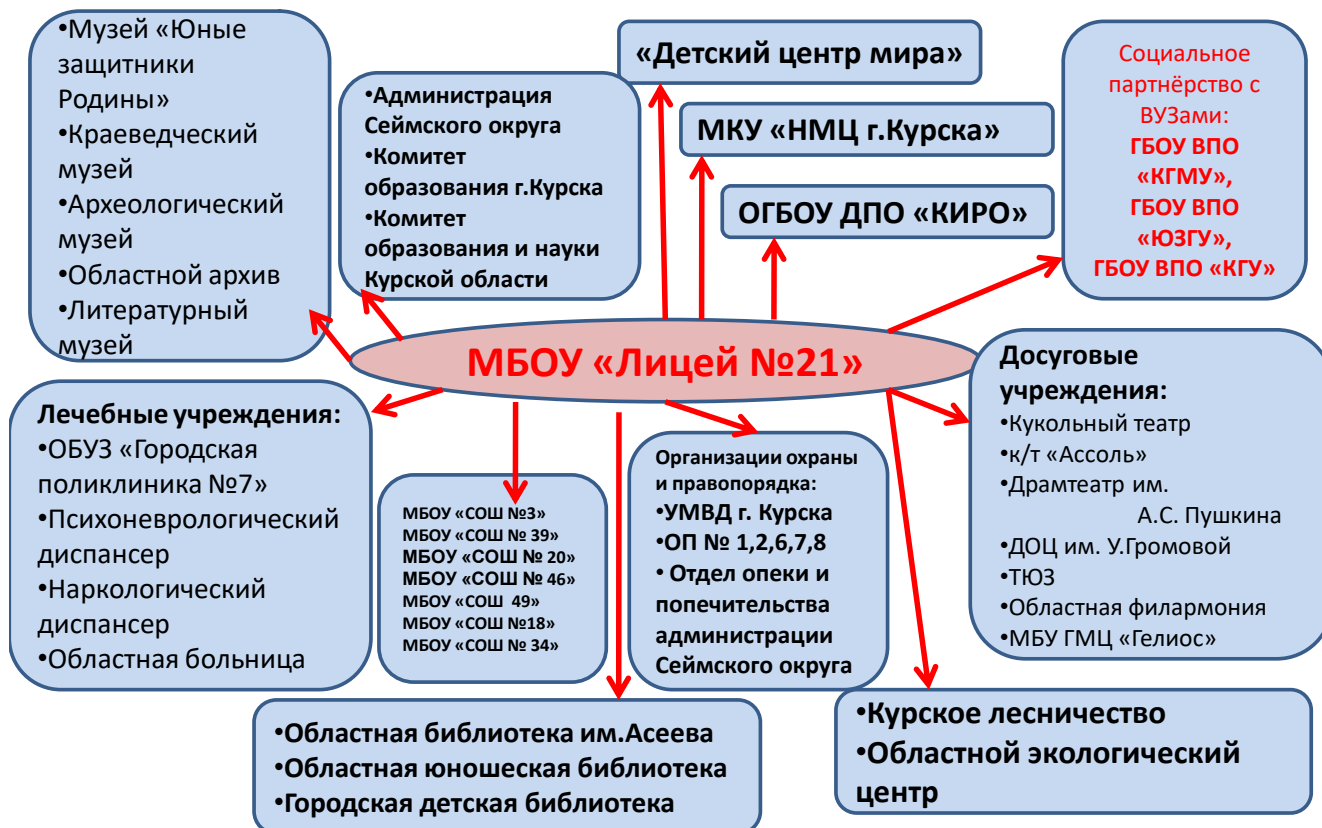 •Музей «Юные
защитники
Родины»
•Краеведческий
музей
•Археологический
музей
•Областной архив
•Литературный
музей
•Администрация
Сеймского округа
•Комитет
образования г.Курска
•Комитет
образования и науки
Курской области
«Детский центр мира»
МКУ «НМЦ г.Курска»
ОГБОУ ДПО «КИРО»
Социальное
партнёрство с
ВУЗами:
ГБОУ ВПО
«КГМУ»,
ГБОУ ВПО
«ЮЗГУ»,
ГБОУ ВПО «КГУ»
МБОУ «Лицей №21»
Лечебные учреждения:
•ОБУЗ «Городская
поликлиника №7»
•Психоневрологический
диспансер
•Наркологический
диспансер
•Областная больница
МБОУ «СОШ №3»
МБОУ «СОШ № 39»
МБОУ «СОШ № 20»
МБОУ «СОШ № 46»
МБОУ «СОШ 49»
МБОУ «СОШ №18»
МБОУ «СОШ № 34»
Организации охраны
и правопорядка:
•УМВД г. Курска
•ОП № 1,2,6,7,8
• Отдел опеки и
попечительства
администрации
Сеймского округа
Досуговые
учреждения:
•Кукольный театр
•к/т «Ассоль»
•Драмтеатр им.
А.С. Пушкина
•ДОЦ им. У.Громовой
•ТЮЗ
•Областная филармония
•МБУ ГМЦ «Гелиос»
•Областная библиотека им.Асеева
•Областная юношеская библиотека
•Городская детская библиотека
•Курское лесничество
•Областной экологический
центр